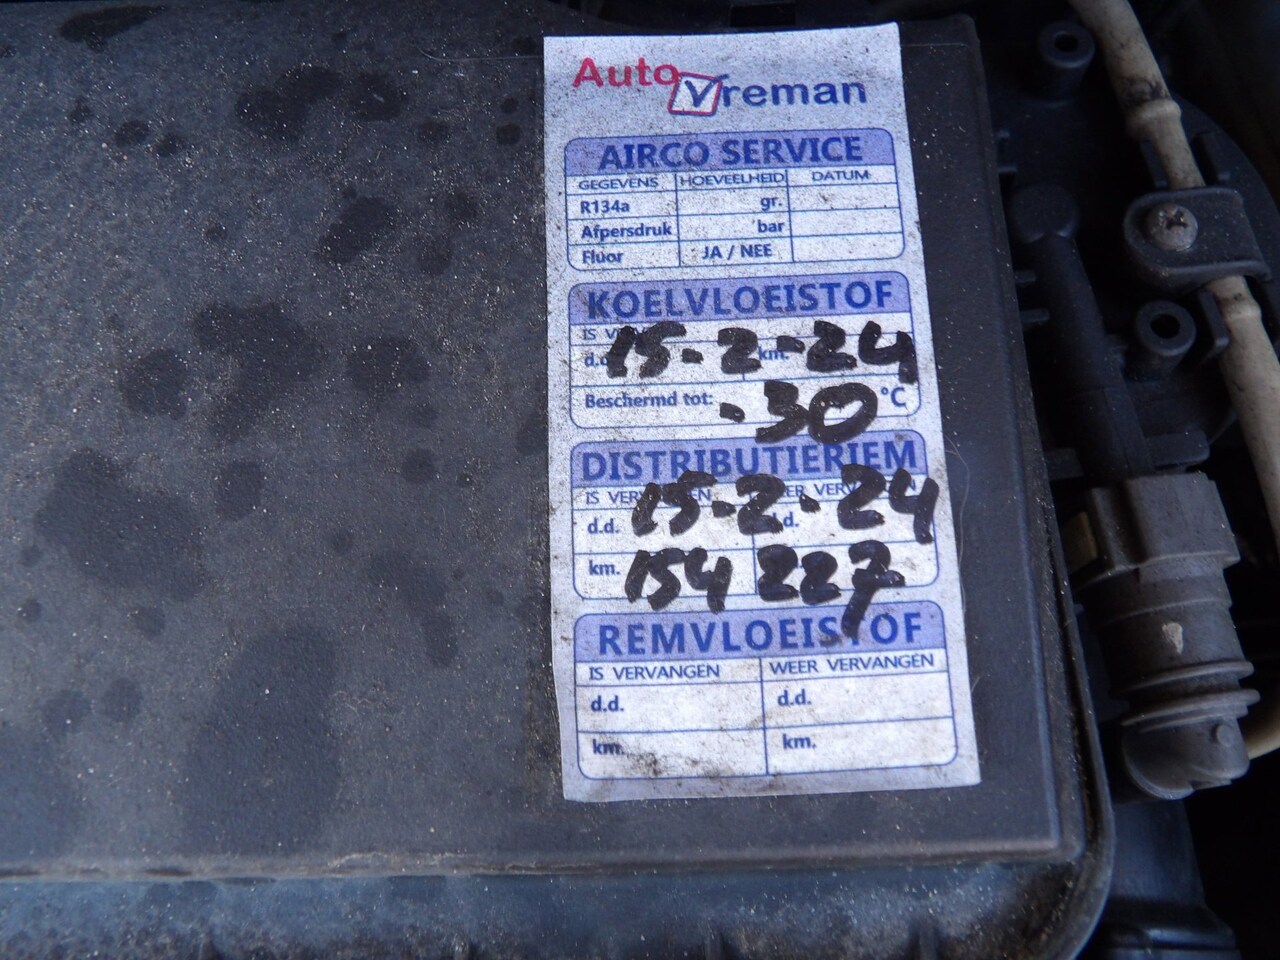 Auto Vreman
AIRCO SERVICE
GEGEVENS HOEVEELHEID DATUM
R134a gr.
Afpersdruk bar
Fluor JA / NEE
KOELVLOEISTOF
IS
d.d. 15-2-24 km.
Beschermd tot: -30 °C
DISTRIBUTIERIEM
IS VERVANGEN WEER VERVANGEN
d.d. 15-2-24 d.d.
km. 154 227
REMVLOEISTOF
IS VERVANGEN WEER VERVANGEN
d.d. d.d.
km. km.